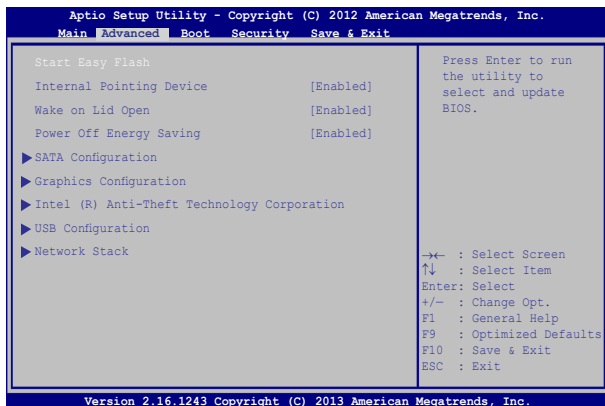 Aptio Setup Utility - Copyright (C) 2012 American Megatrends, Inc.
Main Advanced Boot Security Save & Exit
Start Easy Flash
Internal Pointing Device [Enabled]
Wake on Lid Open [Enabled]
Power Off Energy Saving [Enabled]
SATA Configuration
Graphics Configuration
Intel (R) Anti-Theft Technology Corporation
USB Configuration
Network Stack
Press Enter to run
the utility to
select and update
BIOS.
→← : Select Screen
↑↓ : Select Item
Enter: Select
+/— : Change Opt.
F1 : General Help
F9 : Optimized Defaults
F10 : Save & Exit
ESC : Exit
Version 2.16.1243 Copyright (C) 2013 American Megatrends, Inc.